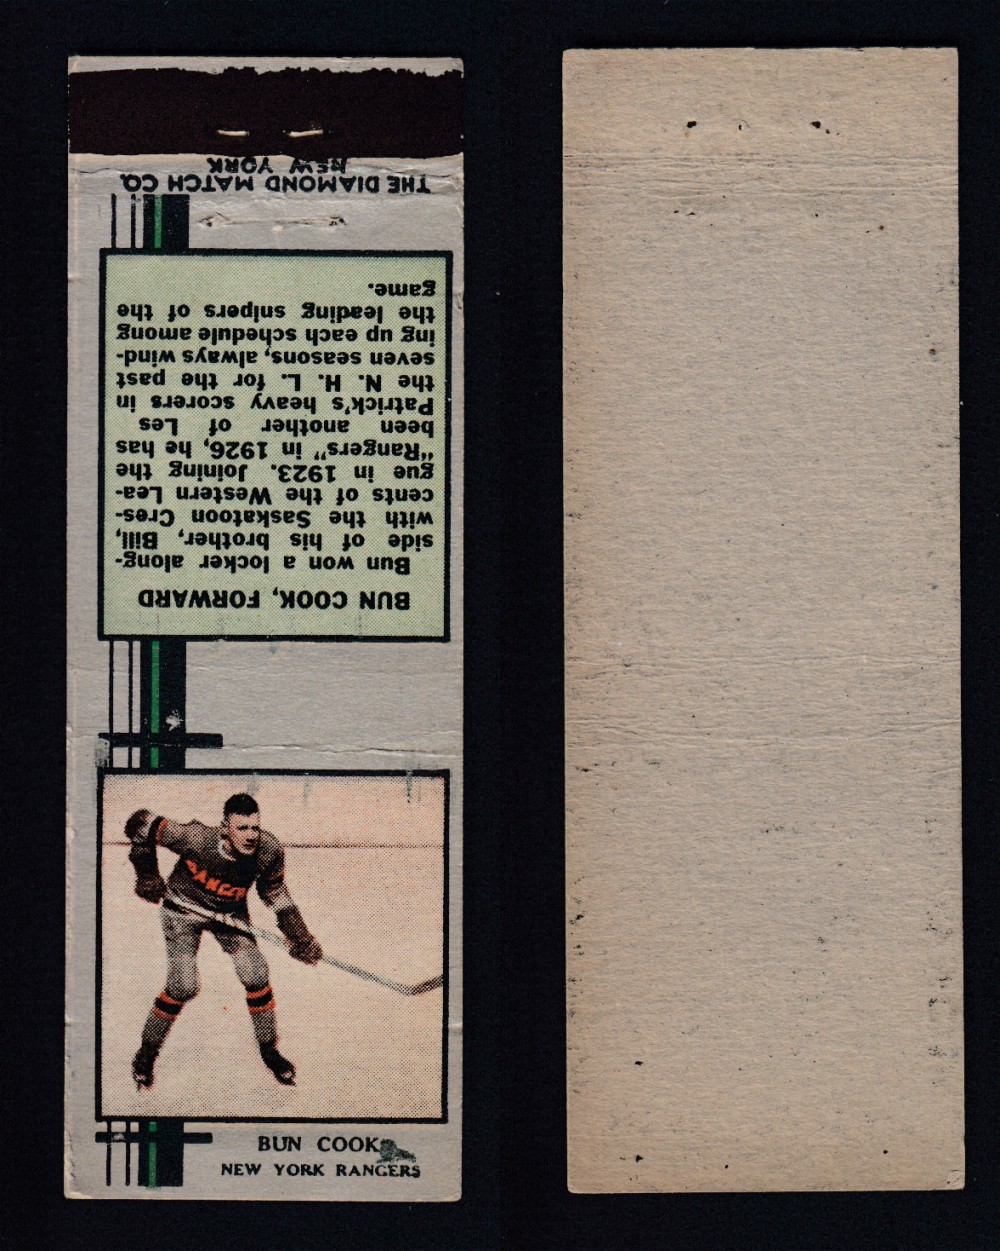 THE DIAMOND MATCH CO.
NEW YORK
BUN COOK, FORWARD
Bun won a locker along-
side of his brother, Bill,
with the Saskatoon Cres-
cents of the Western Lea-
gue in 1923. Joining the
"Rangers" in 1926, he has
been another of Les
Patrick's heavy scorers in
the N. H. L. for the past
seven seasons, always wind-
ing up each schedule among
the leading snipers of the
game.
RANGERS
BUN COOK
NEW YORK RANGERS